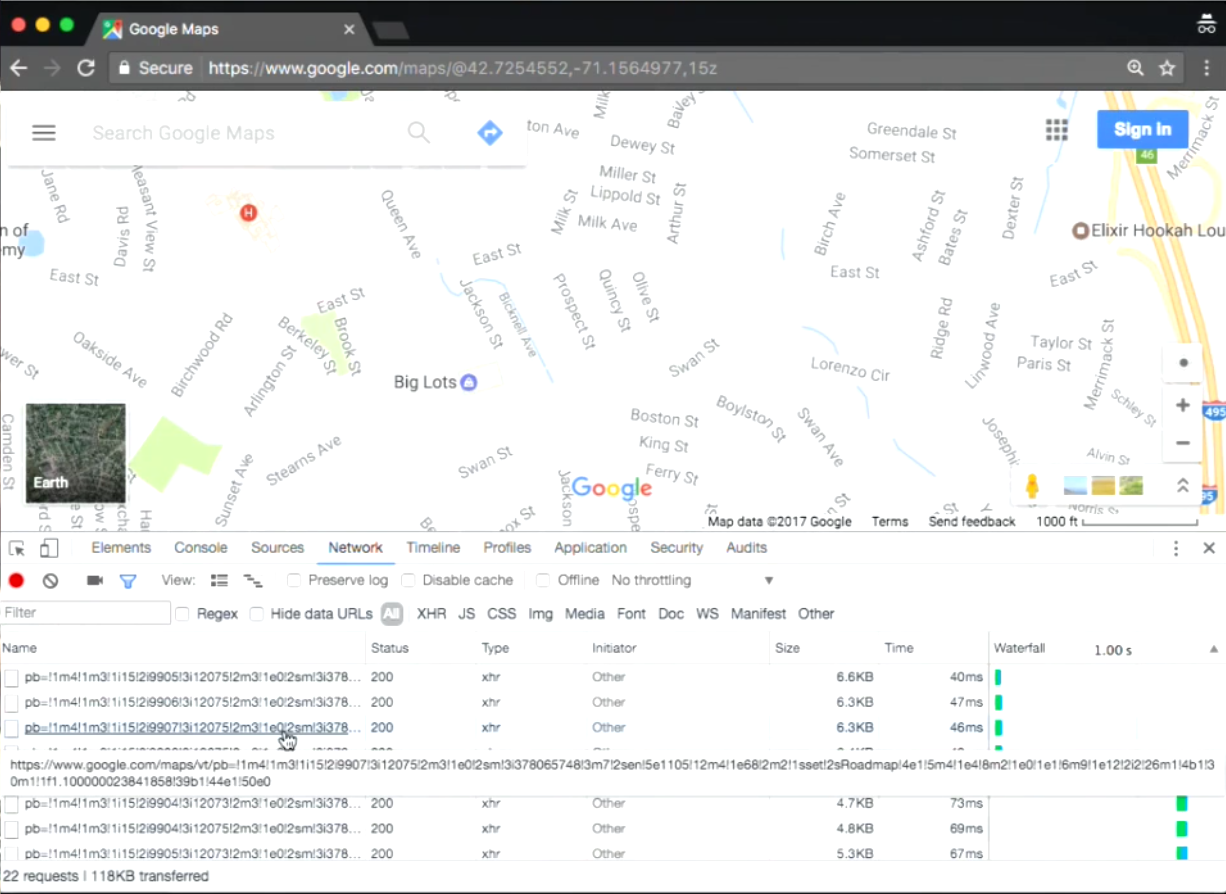 Google Maps
Secure https://www.google.com/maps/@42.7254552,-71.1564977,15z
Search Google Maps
Sign in
ton Ave
Milk
Bailey St
Dewey St
Greendale St
Somerset St
46
Merrimack St
Jane Rd
Pleasant View St
Davis Rd
H
Queen Ave
Miller St
Lippold St
Milk St
Milk Ave
Arthur St
Birch Ave
Ashford St
Bates St
Dexter St
n of
my
Elixir Hookah Lou
East St
East St
East St
East St
East St
Jackson St
Bicknell Ave
Prospect St
Quincy St
Olive St
Oakside Ave
Birchwood Rd
Berkeley St
Brook St
Arlington St
wer St
Ridge Rd
Linwood Ave
Taylor St
Paris St
Merrimack St
Swan St
Lorenzo Cir
Big Lots
Schley St
495
Camden St
Boston St
Boylston St
King St
Swan Ave
Ferry St
Swan St
Stearns Ave
Sunset Ave
Alvin St
Norris St
Jackson
Earth
Google
95
Map data ©2017 Google Terms Send feedback 1000 ft
Elements Console Sources Network Timeline Profiles Application Security Audits
View: Preserve log Disable cache Offline No throttling
Filter Regex Hide data URLs All XHR JS CSS Img Media Font Doc WS Manifest Other
Name Status Type Initiator Size Time Waterfall 1.00 s
pb=!1m4!1m3!1i15!2i9905!3i12075!2m3!1e0!2sm!3i378... 200 xhr Other 6.6KB 40ms
pb=!1m4!1m3!1i15!2i9906!3i12075!2m3!1e0!2sm!3i378... 200 xhr Other 6.3KB 47ms
pb=!1m4!1m3!1i15!2i9907!3i12075!2m3!1e0!2sm!3i378... 200 xhr Other 6.3KB 46ms
https://www.google.com/maps/vt/pb=!1m4!1m3!1i15!2i9907!3i12075!2m3!1e0!2sm!3i378065748!3m7!2sen!5e1105!12m4!1e68!2m2!1sset!2sRoadmap!4e1!5m4!1e4!8m2!1e0!1e1!6m9!1e12!2i2!26m1!4b1!3
0m1!1f1.100000023841858!39b1!44e1!50e0
pb=!1m4!1m3!1i15!2i9904!3i12073!2m3!1e0!2sm!3i378... 200 xhr Other 4.7KB 73ms
pb=!1m4!1m3!1i15!2i9904!3i12075!2m3!1e0!2sm!3i378... 200 xhr Other 4.8KB 69ms
pb=!1m4!1m3!1i15!2i9905!3i12073!2m3!1e0!2sm!3i378... 200 xhr Other 5.3KB 67ms
22 requests | 118KB transferred